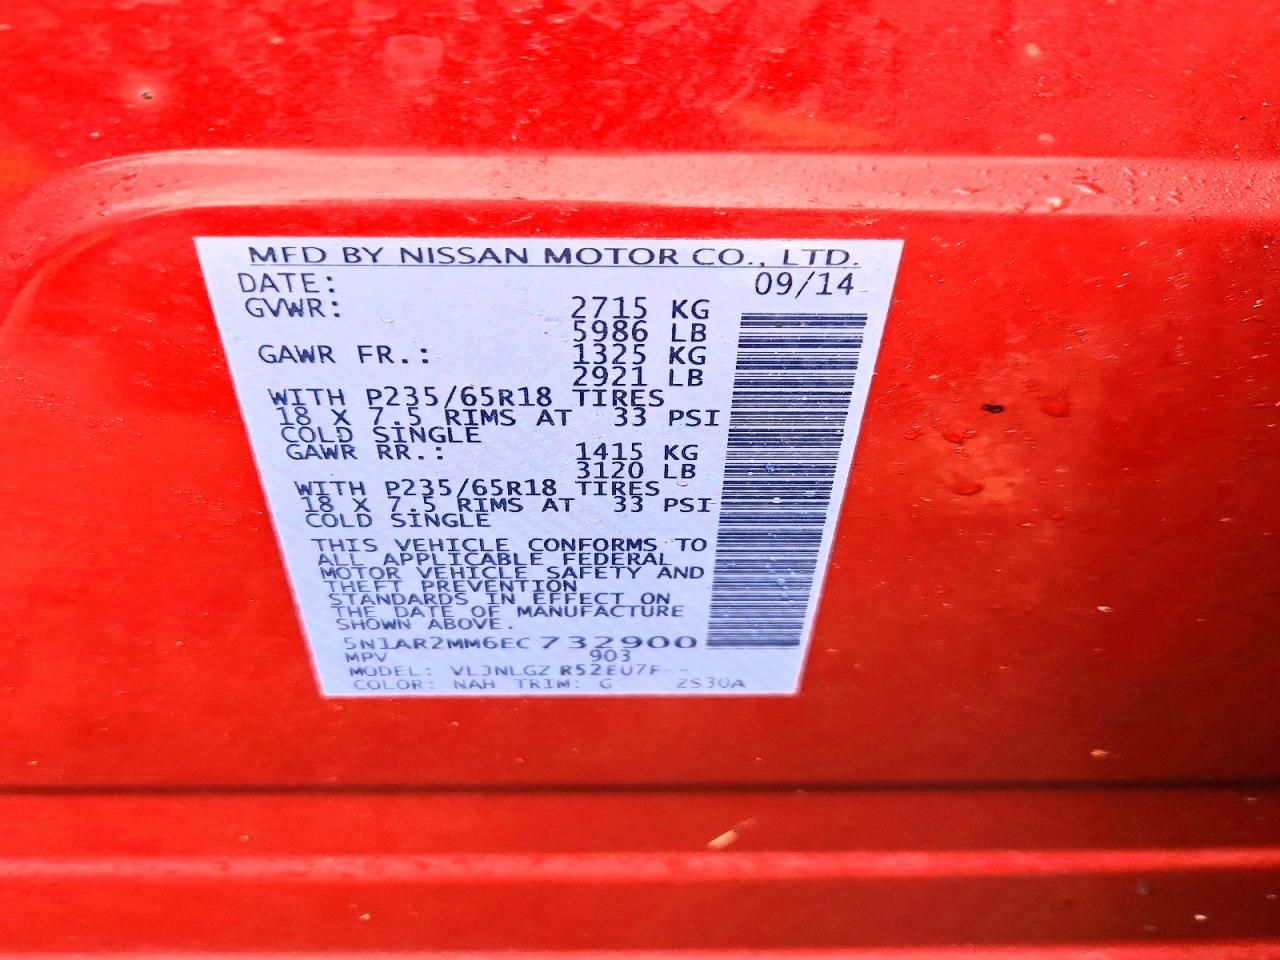 MFD BY NISSAN MOTOR CO., LTD.
DATE: 09/14
GVWR: 2715 KG
5986 LB
GAWR FR.: 1325 KG
2921 LB
WITH P235/65R18 TIRES
18 X 7.5 RIMS AT 33 PSI
COLD SINGLE
GAWR RR.: 1415 KG
3120 LB
WITH P235/65R18 TIRES
18 X 7.5 RIMS AT 33 PSI
COLD SINGLE
THIS VEHICLE CONFORMS TO
ALL APPLICABLE FEDERAL
MOTOR VEHICLE SAFETY AND
THEFT PREVENTION
STANDARDS IN EFFECT ON
THE DATE OF MANUFACTURE
SHOWN ABOVE.
5N1AR2MM6EC732900
MPV 903
MODEL: VLJNLGZ R52EU7F--
COLOR: NAH TRIM: G 2S30A